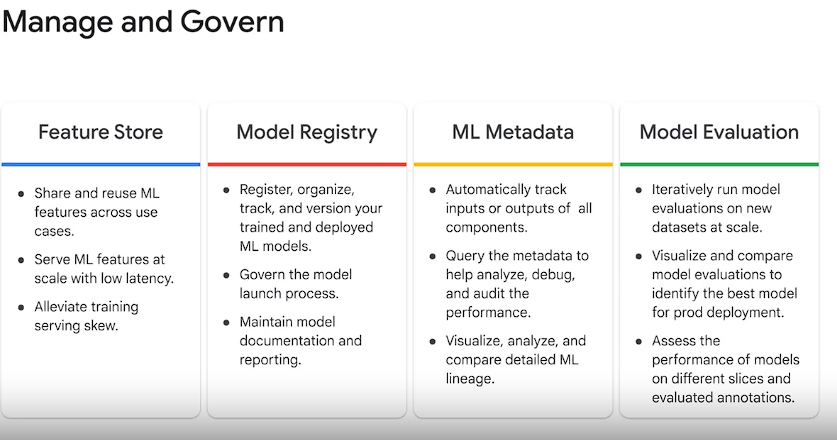 Manage and Govern
Feature Store
• Share and reuse ML
features across use
cases.
• Serve ML features at
scale with low latency.
• Alleviate training
serving skew.
Model Registry
• Register, organize,
track, and version your
trained and deployed
ML models.
• Govern the model
launch process.
• Maintain model
documentation and
reporting.
ML Metadata
• Automatically track
inputs or outputs of all
components.
• Query the metadata to
help analyze, debug,
and audit the
performance.
• Visualize, analyze, and
compare detailed ML
lineage.
Model Evaluation
• Iteratively run model
evaluations on new
datasets at scale.
• Visualize and compare
model evaluations to
identify the best model
for prod deployment.
• Assess the
performance of models
on different slices and
evaluated annotations.